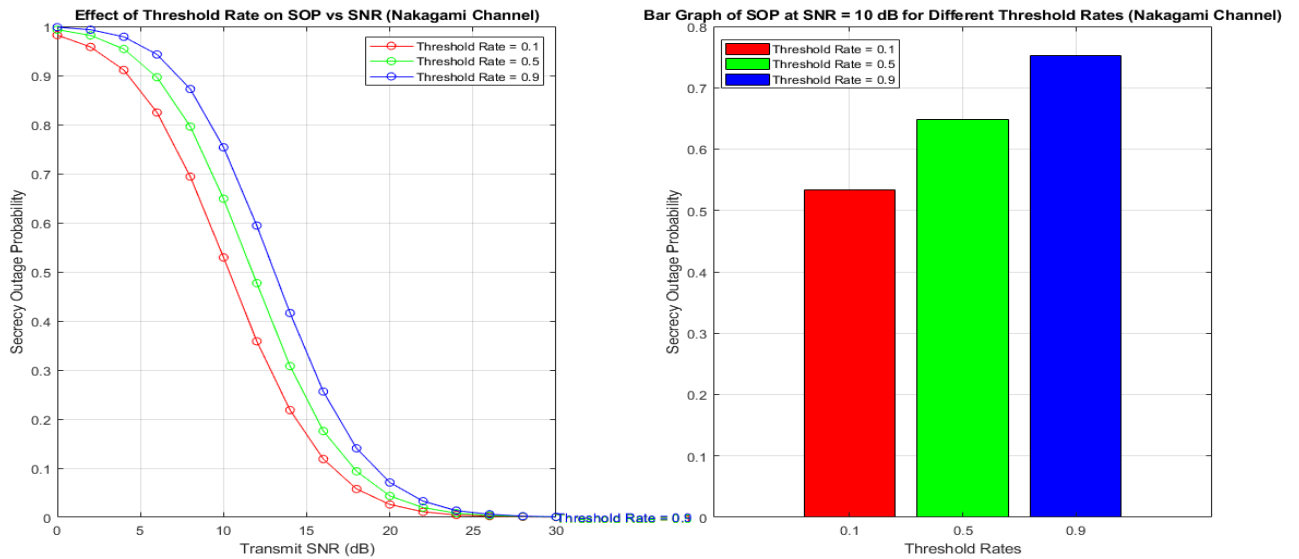 Effect of Threshold Rate on SOP vs SNR (Nakagami Channel)
Threshold Rate = 0.1
Threshold Rate = 0.5
Threshold Rate = 0.9
Secrecy Outage Probability
1
0.9
0.8
0.7
0.6
0.5
0.4
0.3
0.2
0.1
0
0
5
10
15
20
25
30
Threshold Rate = 0.9
Transmit SNR (dB)
Bar Graph of SOP at SNR = 10 dB for Different Threshold Rates (Nakagami Channel)
Threshold Rate = 0.1
Threshold Rate = 0.5
Threshold Rate = 0.9
Secrecy Outage Probability
0.8
0.7
0.6
0.5
0.4
0.3
0.2
0.1
0
0.1
0.5
0.9
Threshold Rates